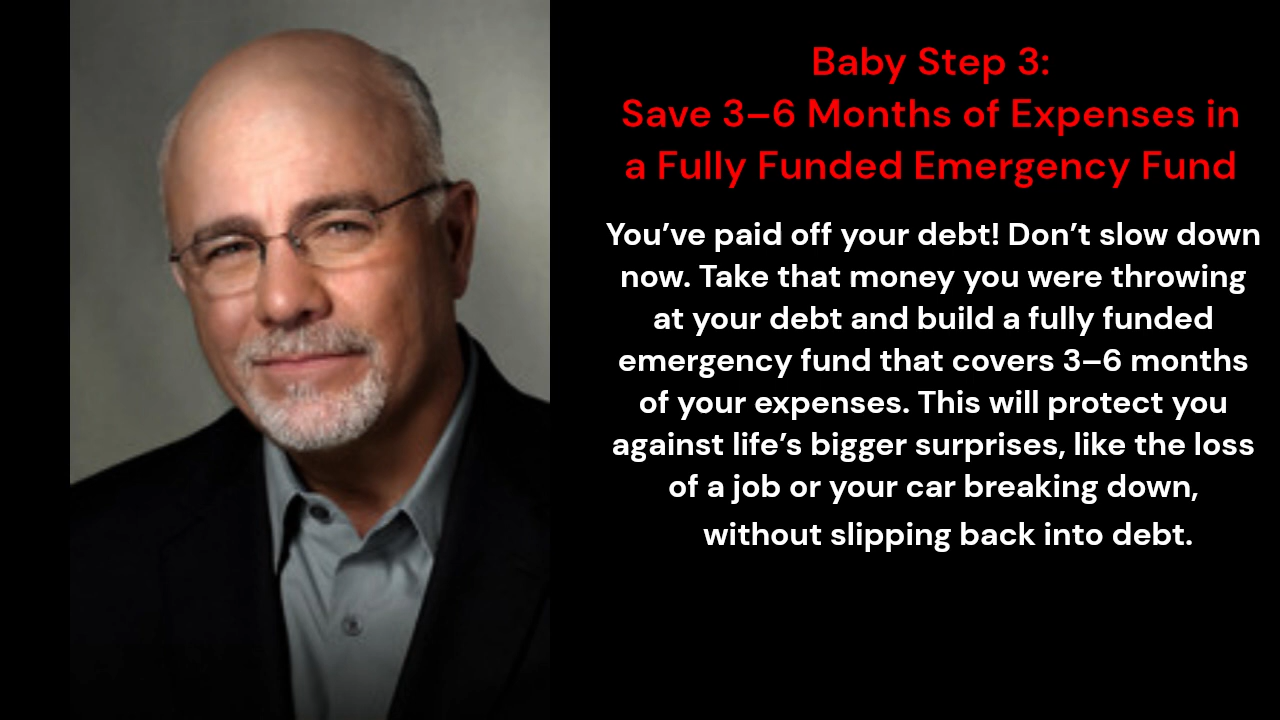 Baby Step 3:
Save 3–6 Months of Expenses in
a Fully Funded Emergency Fund
You’ve paid off your debt! Don’t slow down
now. Take that money you were throwing
at your debt and build a fully funded
emergency fund that covers 3–6 months
of your expenses. This will protect you
against life’s bigger surprises, like the loss
of a job or your car breaking down,
without slipping back into debt.